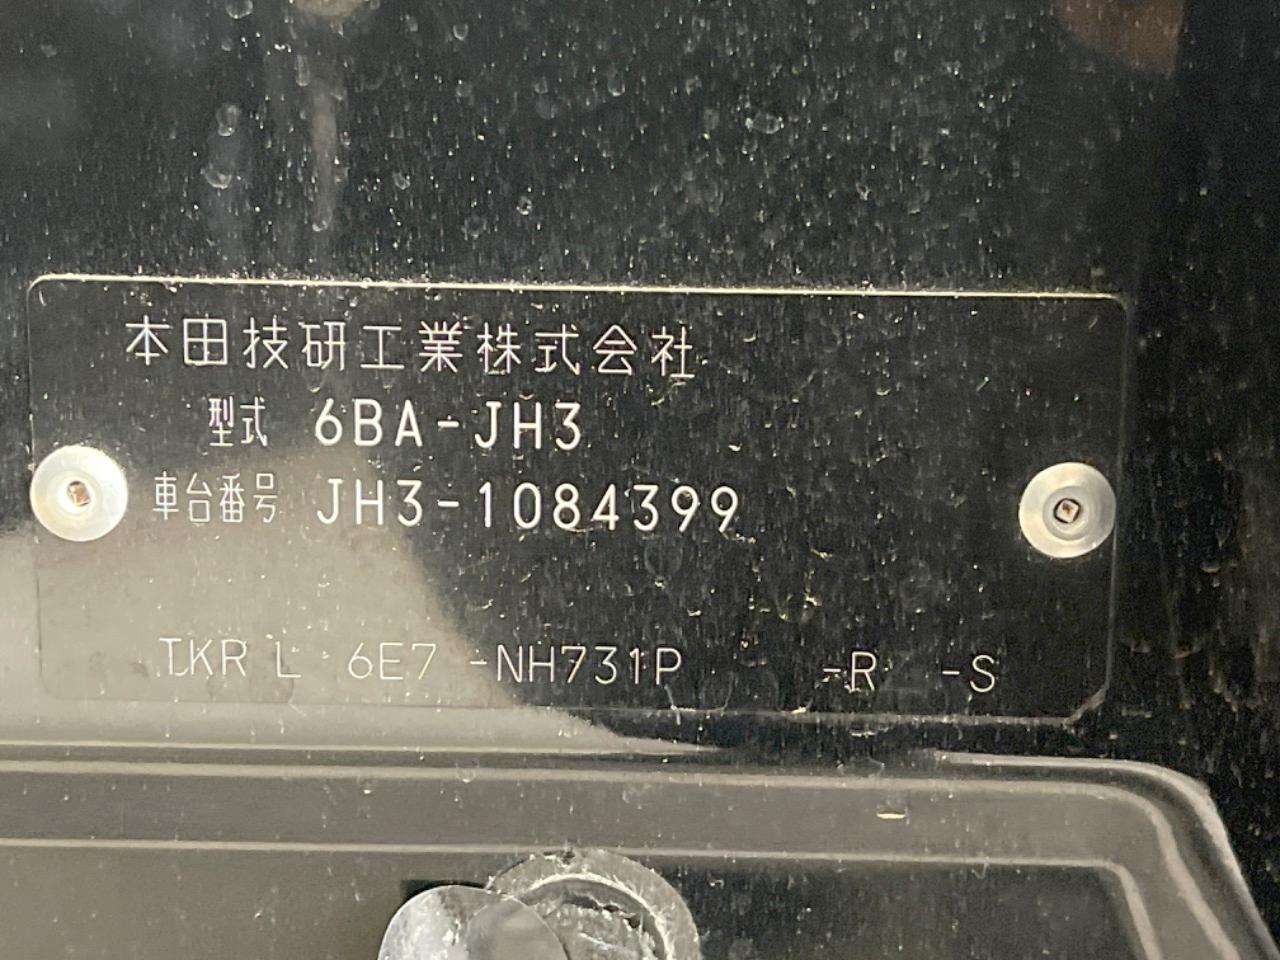 本田技研工業株式会社
型式 6BA-JH3
車台番号 JH3-1084399
TKR L 6E7 -NH731P -R -S